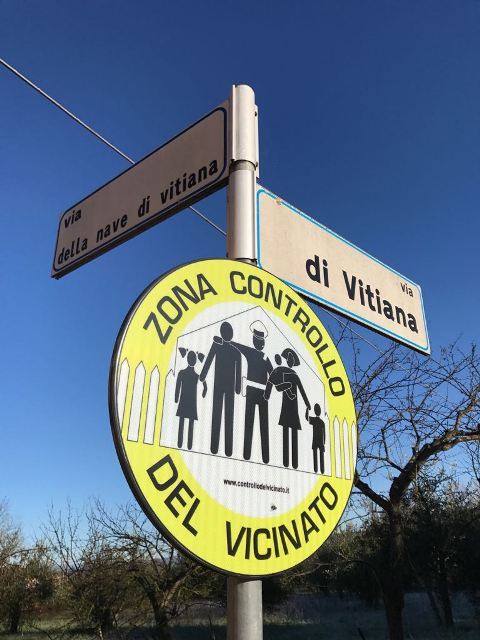 via
della nave di vitiana
via
di Vitiana
ZONA CONTROLLO
www.controllodelvicinato.it
DEL VICINATO